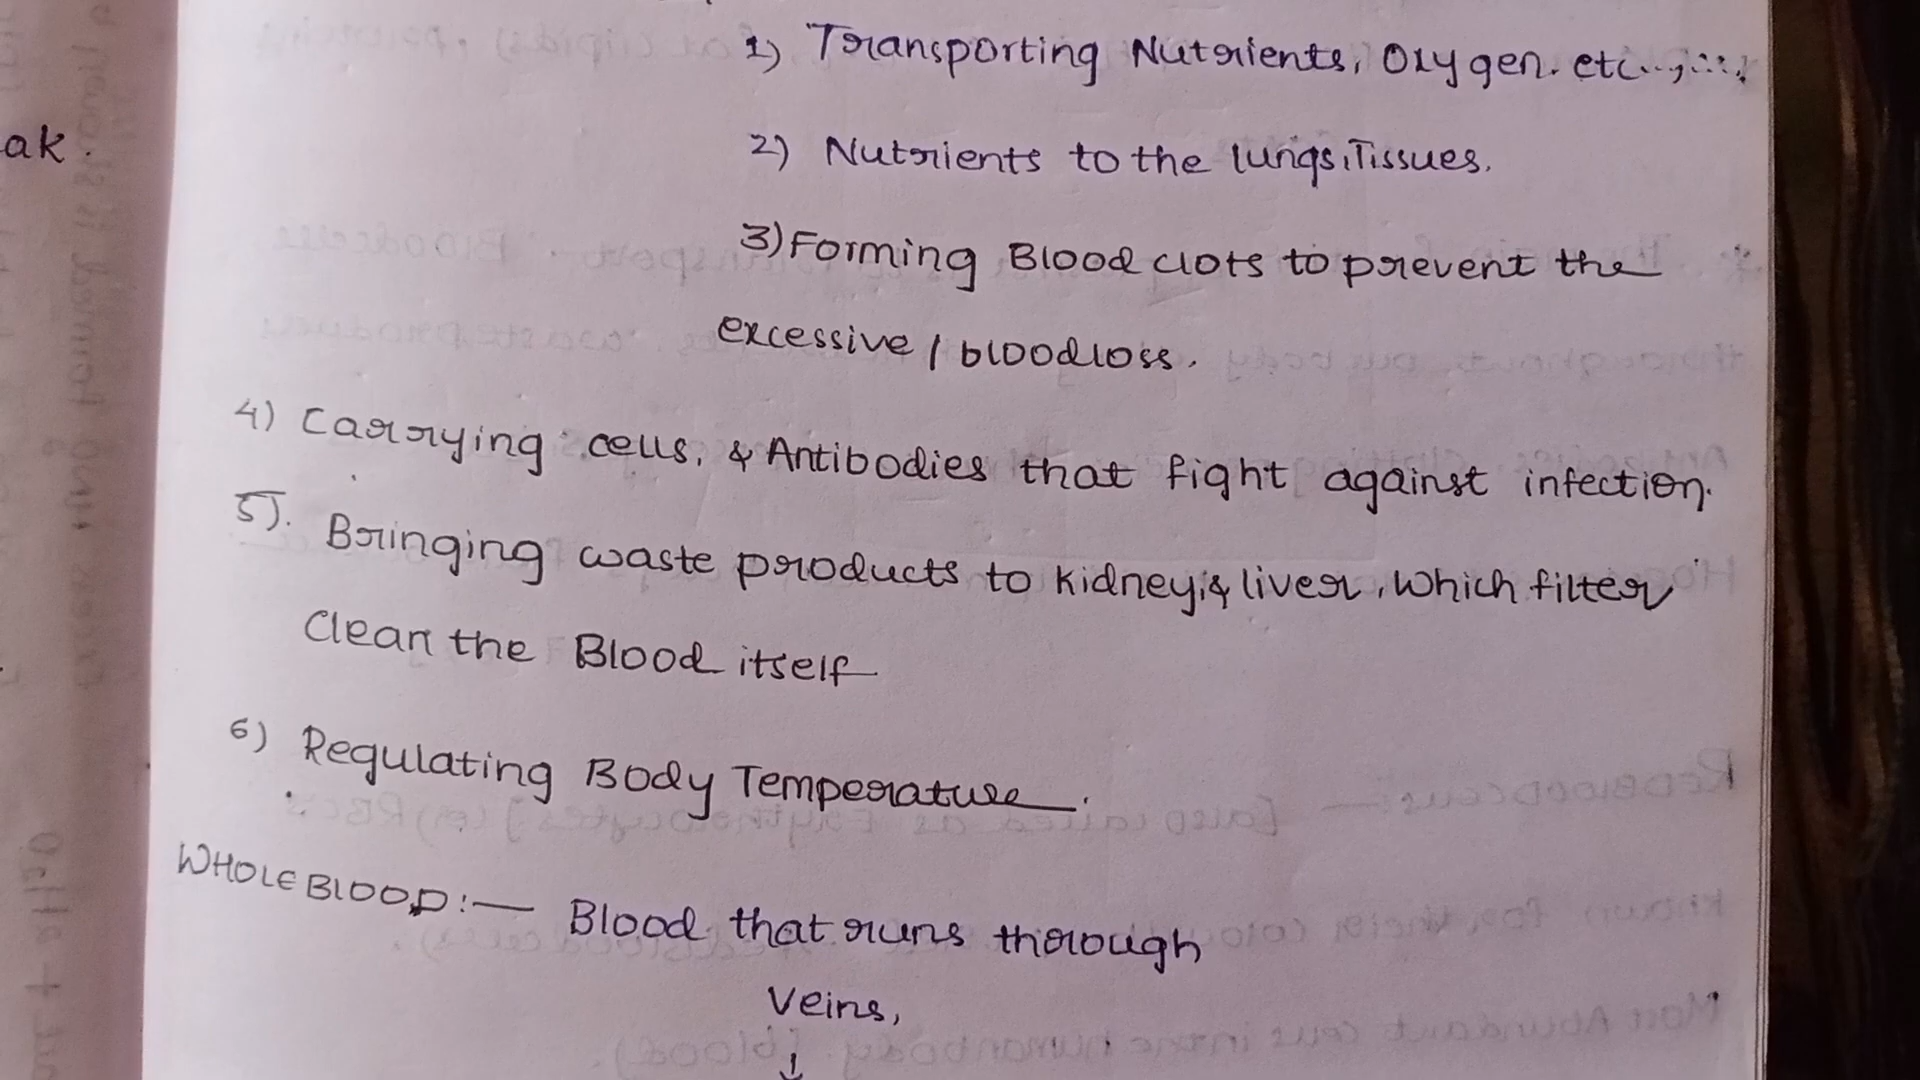 1) Transporting Nutrients, Oxygen. etc..,...,
ak.
2) Nutrients to the lungs, Tissues.
3) Forming Blood clots to prevent the
excessive / bloodloss.
4) Carrying cells, & Antibodies that fight against infection.
5). Bringing waste products to kidney, & liver, which filter
Clean the Blood itself
6) Regulating Body Temperature.
WHOLE BLOOD:— Blood that runs through
Veins,
↓